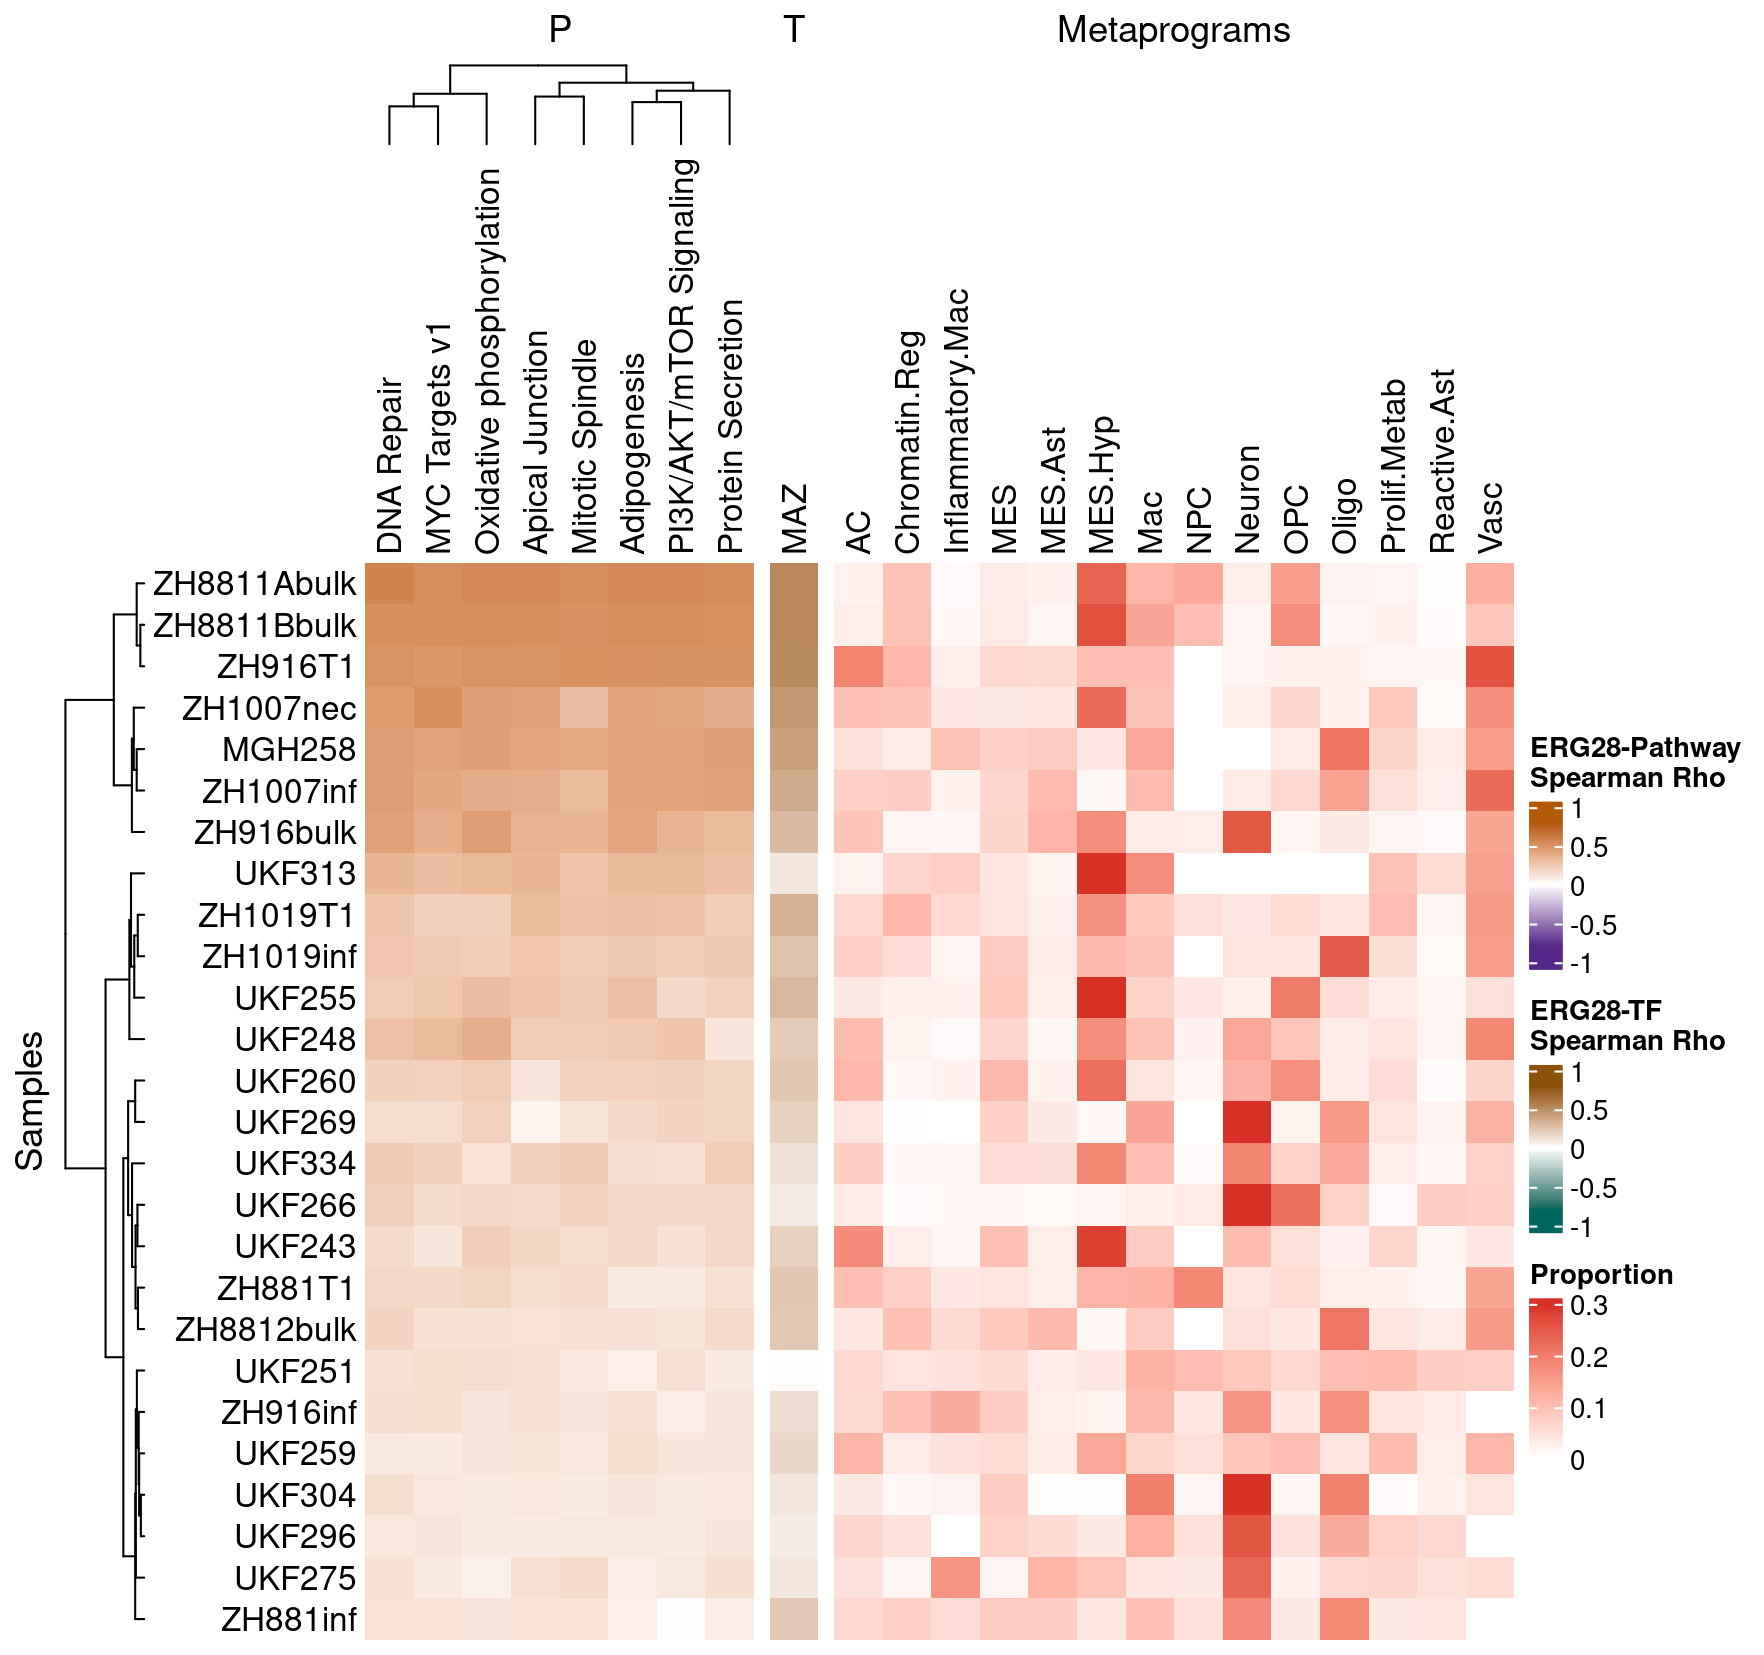 P T Metaprograms
DNA Repair
MYC Targets v1
Oxidative phosphorylation
Apical Junction
Mitotic Spindle
Adipogenesis
PI3K/AKT/mTOR Signaling
Protein Secretion
MAZ
AC
Chromatin.Reg
Inflammatory.Mac
MES
MES.Ast
MES.Hyp
Mac
NPC
Neuron
OPC
Oligo
Prolif.Metab
Reactive.Ast
Vasc
Samples
ZH8811Abulk
ZH8811Bbulk
ZH916T1
ZH1007nec
MGH258
ZH1007inf
ZH916bulk
UKF313
ZH1019T1
ZH1019inf
UKF255
UKF248
UKF260
UKF269
UKF334
UKF266
UKF243
ZH881T1
ZH8812bulk
UKF251
ZH916inf
UKF259
UKF304
UKF296
UKF275
ZH881inf
ERG28-Pathway
Spearman Rho
1
0.5
0
-0.5
-1
ERG28-TF
Spearman Rho
1
0.5
0
-0.5
-1
Proportion
0.3
0.2
0.1
0